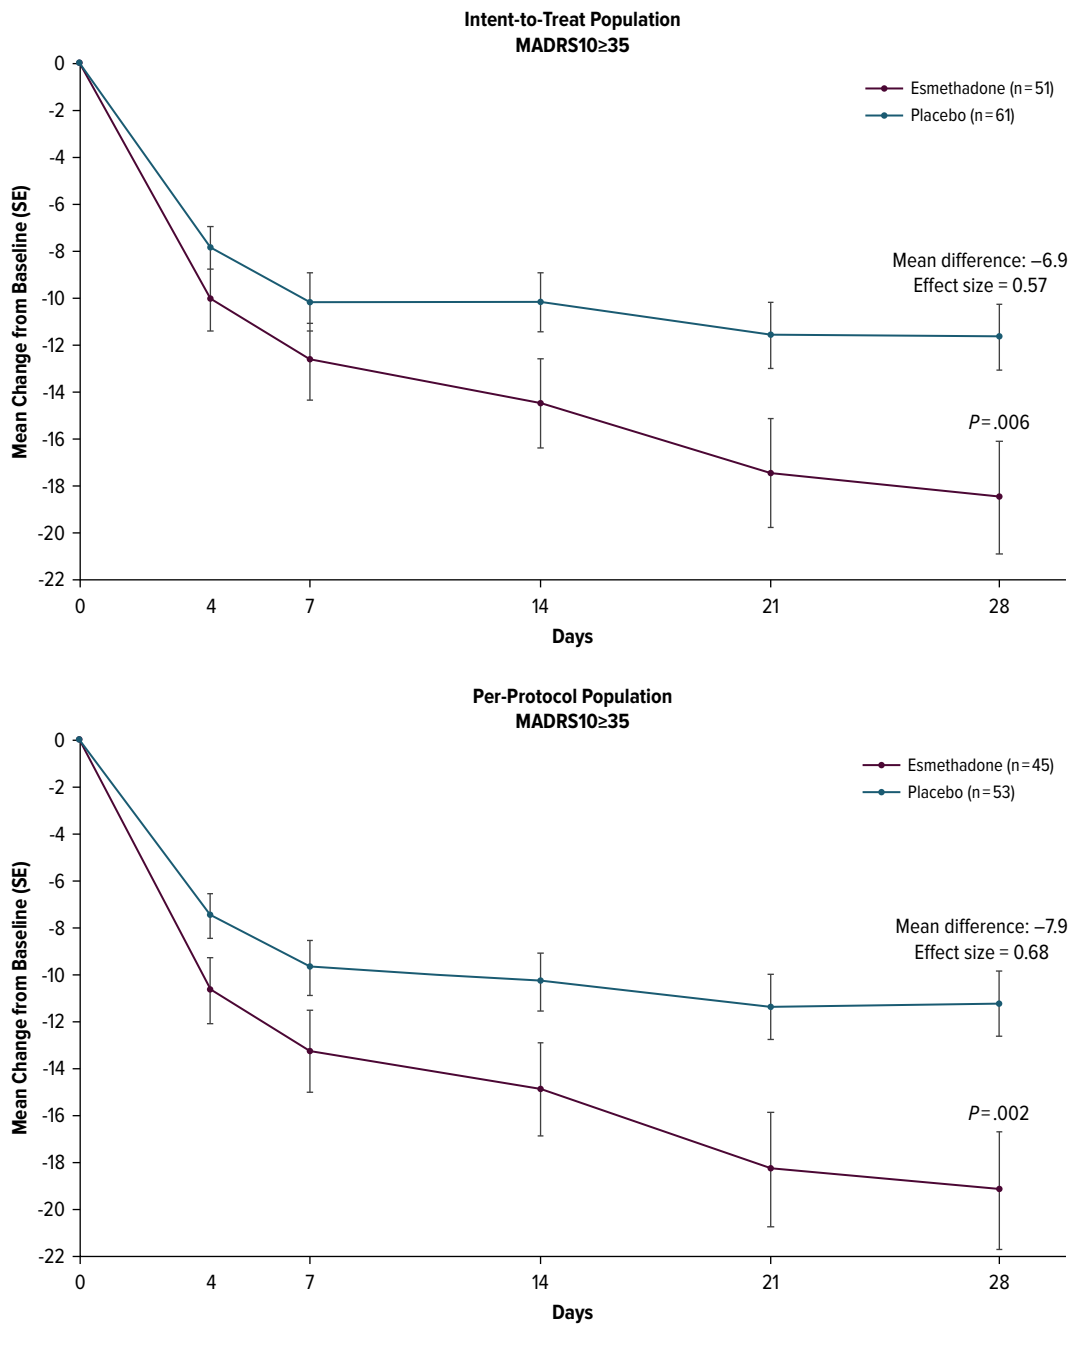 Intent-to-Treat Population
MADRS10≥35
Mean Change from Baseline (SE)
0
-2
-4
-6
-8
-10
-12
-14
-16
-18
-20
-22
Esmethadone (n=51)
Placebo (n=61)
Mean difference: –6.9
Effect size = 0.57
P=.006
0
4
7
14
21
28
Days
Per-Protocol Population
MADRS10≥35
Mean Change from Baseline (SE)
0
-2
-4
-6
-8
-10
-12
-14
-16
-18
-20
-22
Esmethadone (n=45)
Placebo (n=53)
Mean difference: –7.9
Effect size = 0.68
P=.002
0
4
7
14
21
28
Days